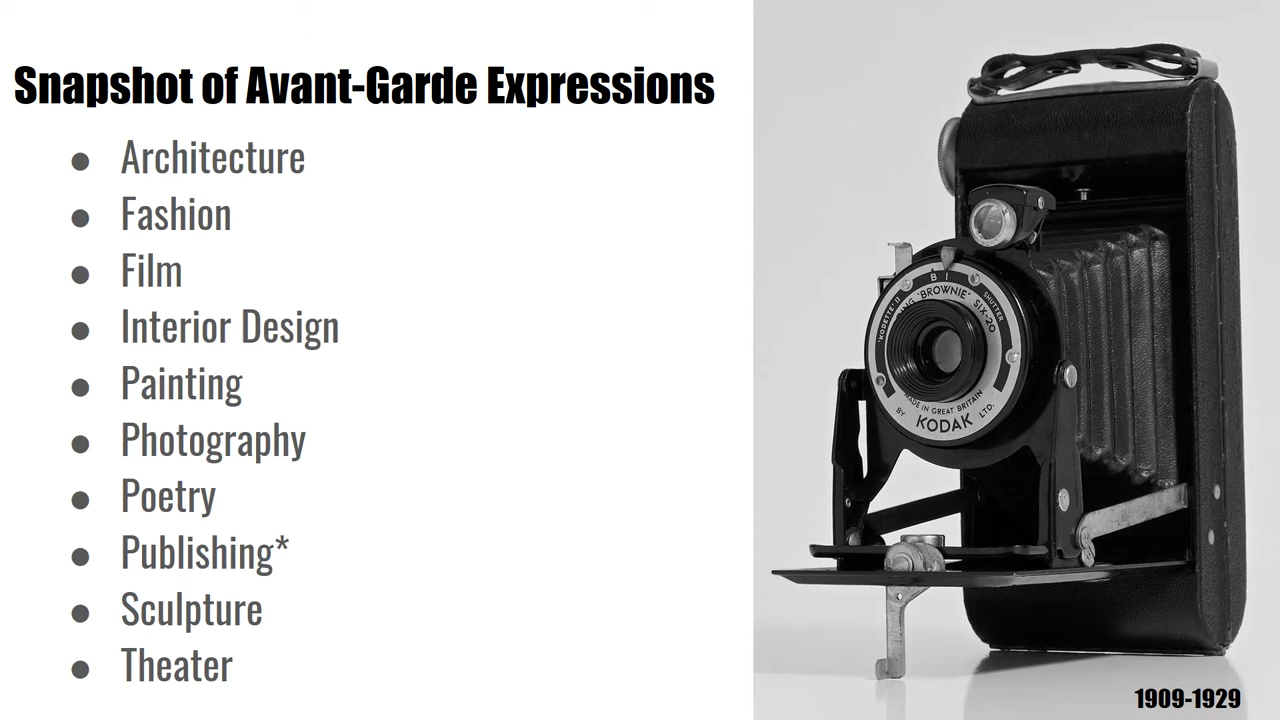 Snapshot of Avant-Garde Expressions
● Architecture
● Fashion
● Film
● Interior Design
● Painting
● Photography
● Poetry
● Publishing*
● Sculpture
● Theater
B I
'BROWNIE' SIX-20
SHUTTER
MADE IN GREAT BRITAIN
BY KODAK LTD.
1909-1929